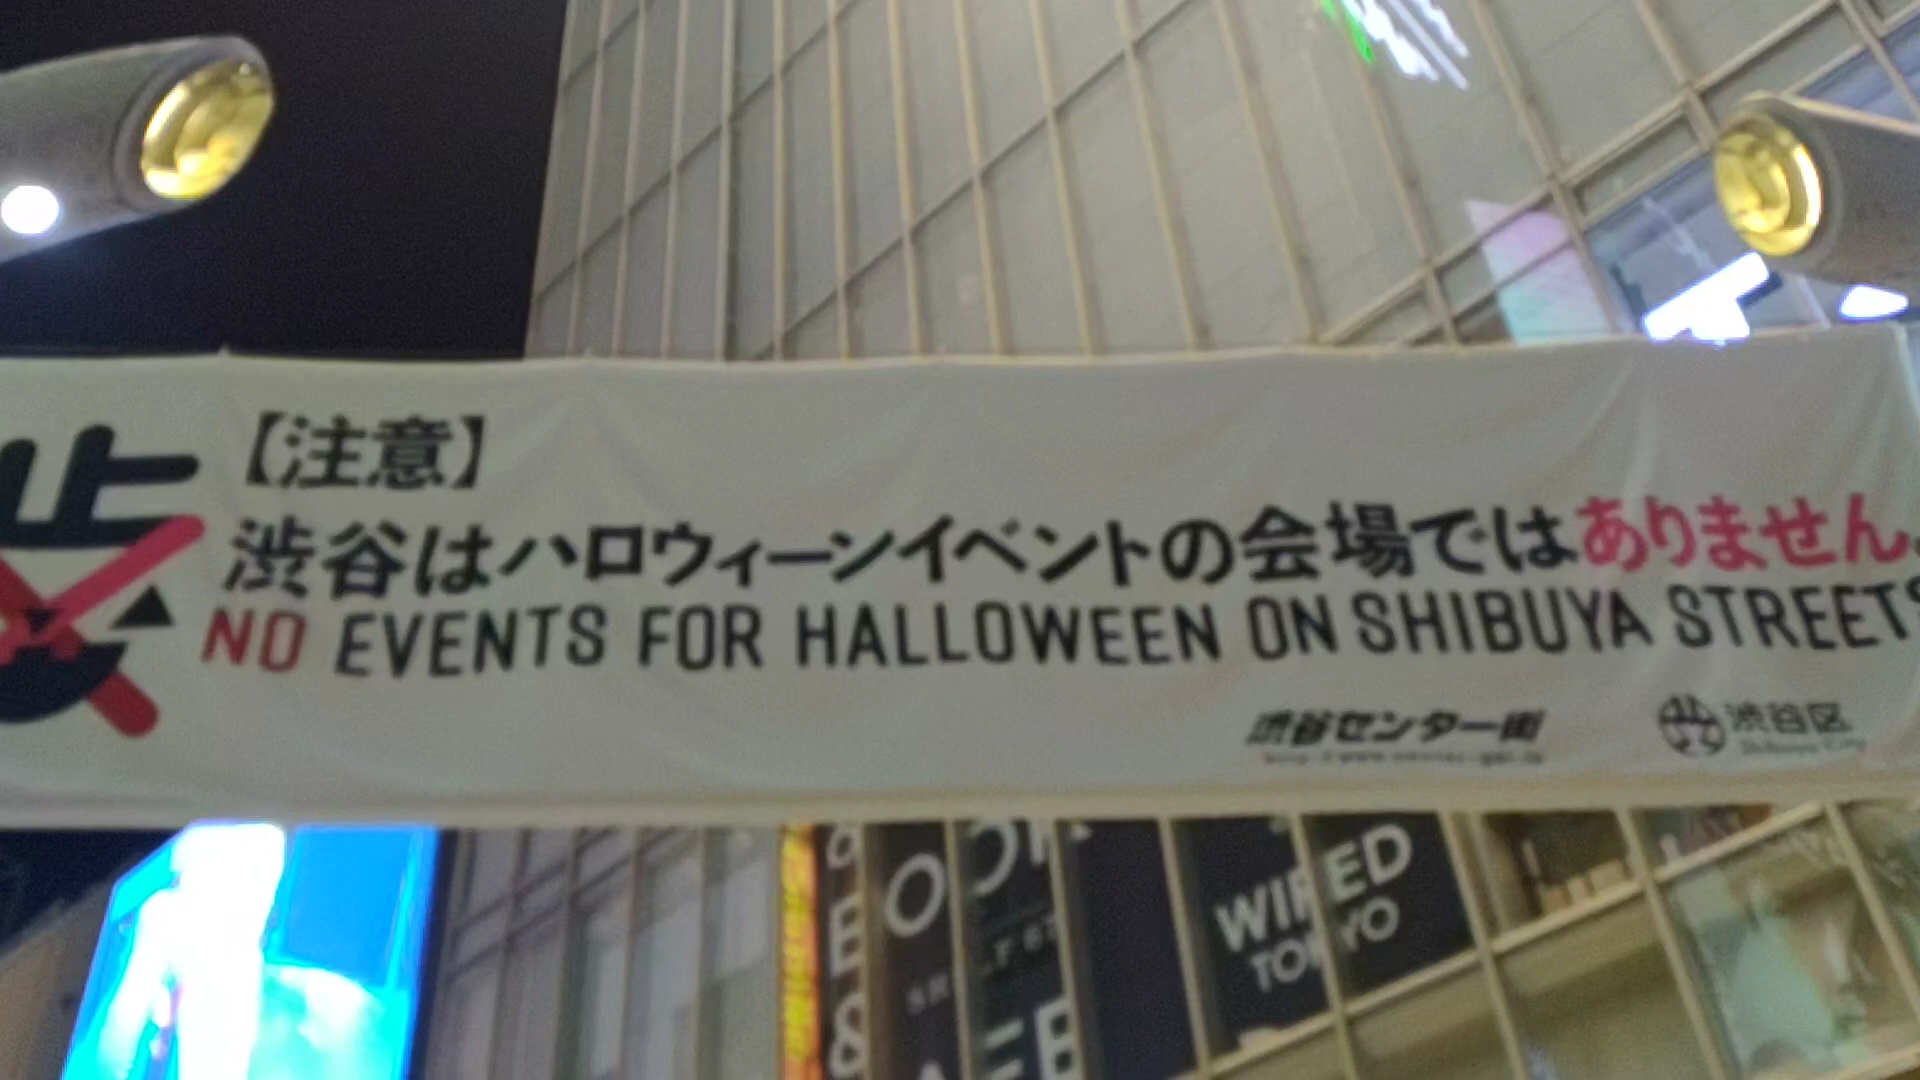 【注意】
渋谷はハロウィーンイベントの会場ではありません。
NO EVENTS FOR HALLOWEEN ON SHIBUYA STREETS
渋谷センター街
渋谷区
Shibuya City
WIRED
TOKYO